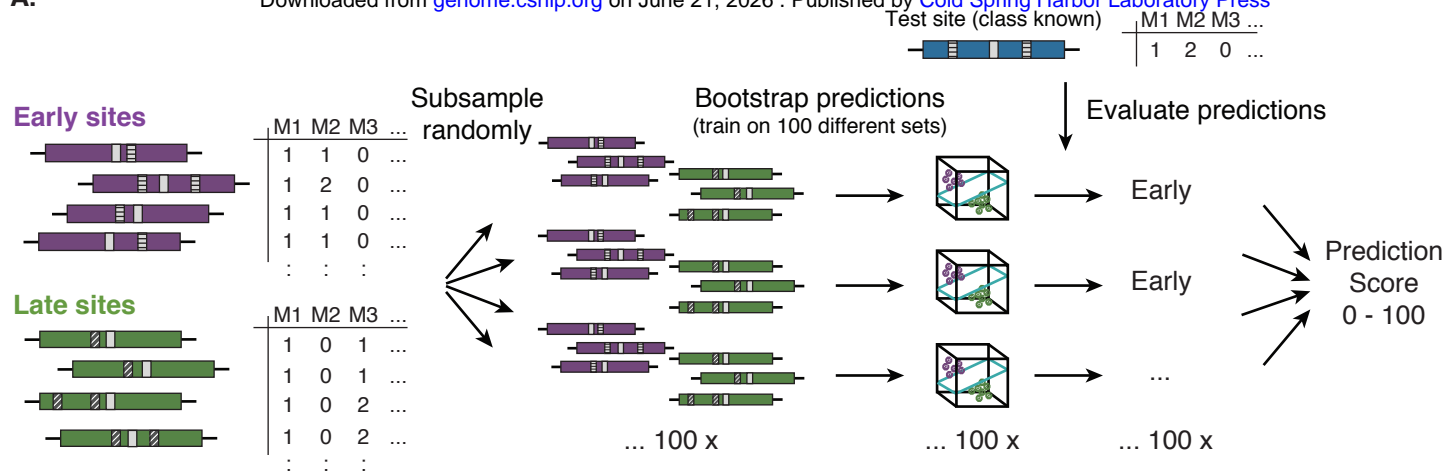 Downloaded from genome.cshlp.org on June 21, 2026 . Published by Cold Spring Harbor Laboratory Press
Test site (class known)
M1 M2 M3 ...
1 2 0 ...
Early sites
M1 M2 M3 ...
1 1 0 ...
1 2 0 ...
1 1 0 ...
1 1 0 ...
: : :
Late sites
M1 M2 M3 ...
1 0 1 ...
1 0 1 ...
1 0 2 ...
1 0 2 ...
: : :
Subsample
randomly
Bootstrap predictions
(train on 100 different sets)
Evaluate predictions
Early
Early
...
... 100 x
... 100 x
... 100 x
Prediction
Score
0 - 100